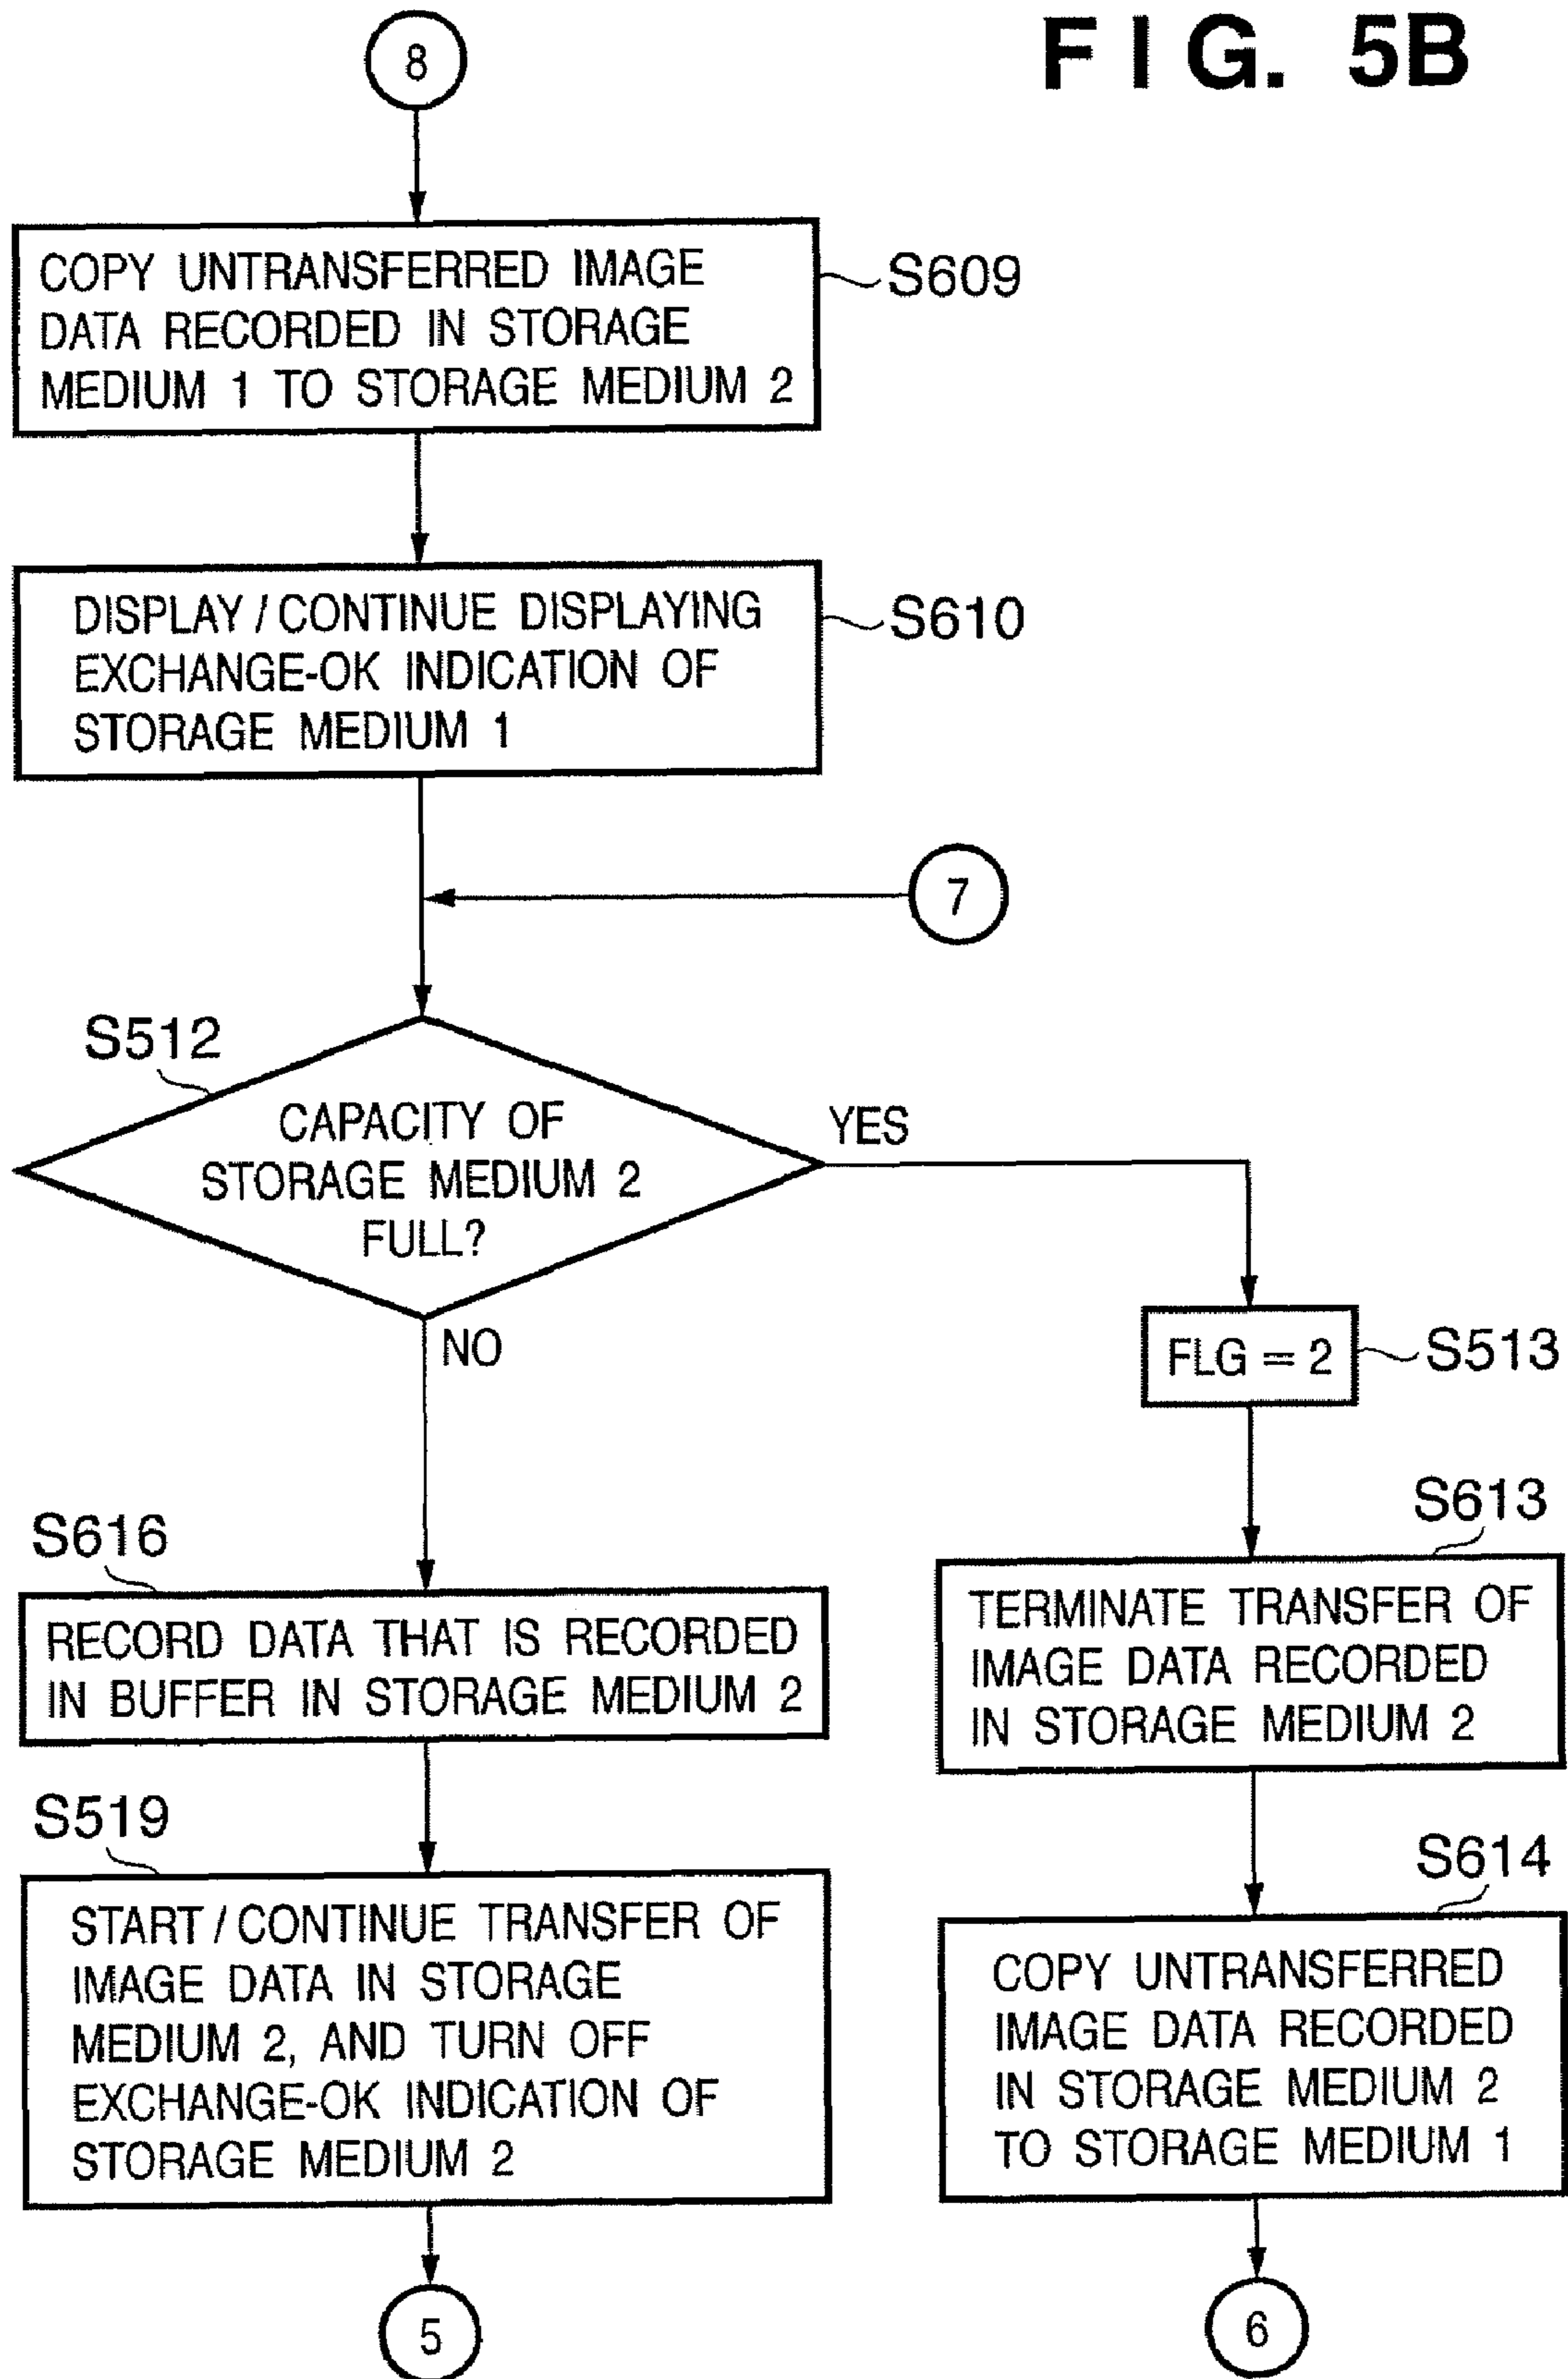 FIG. 5B
8
COPY UNTRANSFERRED IMAGE
DATA RECORDED IN STORAGE
MEDIUM 1 TO STORAGE MEDIUM 2
S609
DISPLAY / CONTINUE DISPLAYING
EXCHANGE-OK INDICATION OF
STORAGE MEDIUM 1
S610
7
S512
CAPACITY OF
STORAGE MEDIUM 2
FULL?
YES
NO
FLG = 2
S513
S616
RECORD DATA THAT IS RECORDED
IN BUFFER IN STORAGE MEDIUM 2
S613
TERMINATE TRANSFER OF
IMAGE DATA RECORDED
IN STORAGE MEDIUM 2
S519
START / CONTINUE TRANSFER OF
IMAGE DATA IN STORAGE
MEDIUM 2, AND TURN OFF
EXCHANGE-OK INDICATION OF
STORAGE MEDIUM 2
S614
COPY UNTRANSFERRED
IMAGE DATA RECORDED
IN STORAGE MEDIUM 2
TO STORAGE MEDIUM 1
5
6